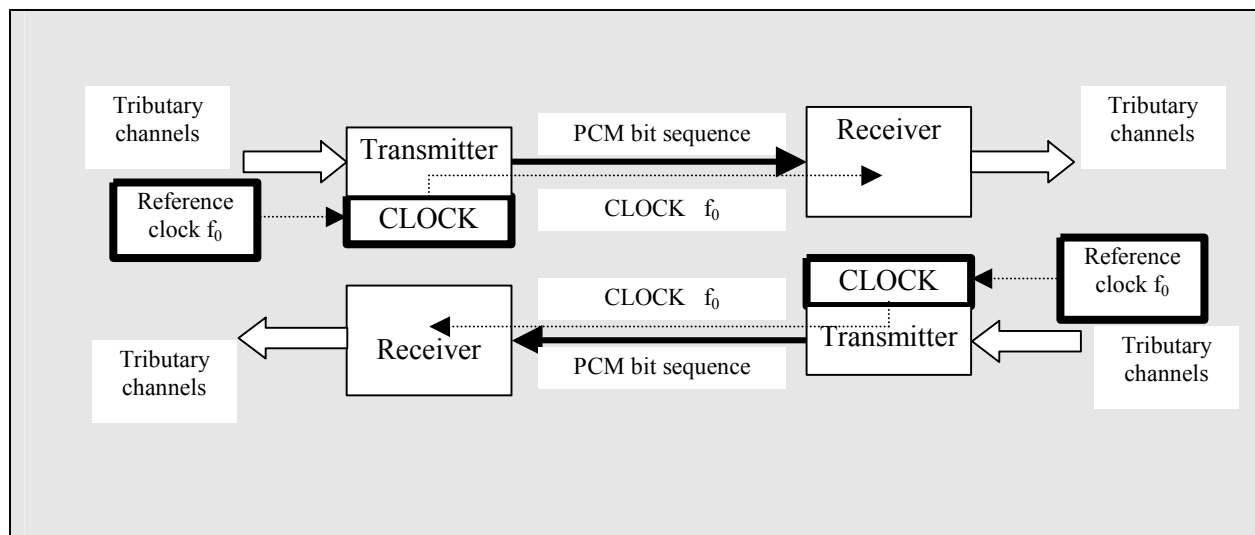 Tributary
channels
Transmitter
PCM bit sequence
Receiver
Tributary
channels
Reference
clock f₀
CLOCK
CLOCK f₀
CLOCK f₀
CLOCK
Reference
clock f₀
Tributary
channels
Receiver
PCM bit sequence
Transmitter
Tributary
channels